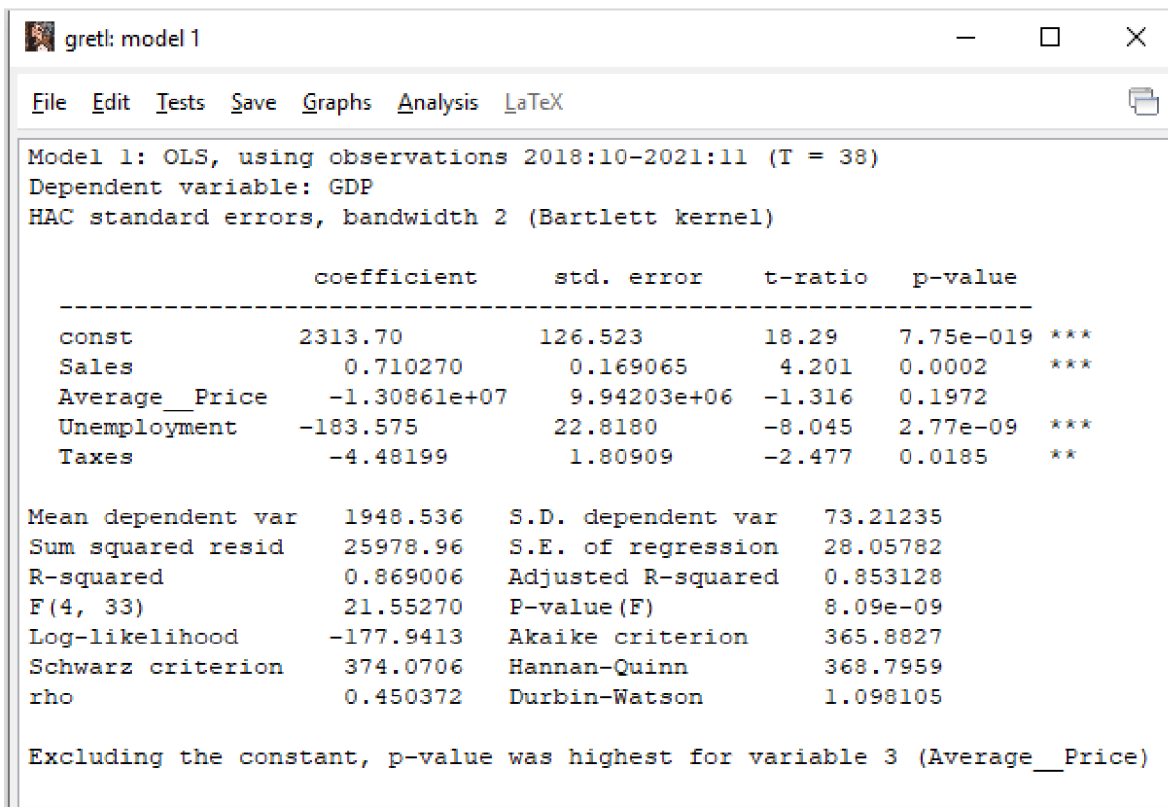 gretl: model 1
File Edit Tests Save Graphs Analysis LaTeX
Model 1: OLS, using observations 2018:10-2021:11 (T = 38)
Dependent variable: GDP
HAC standard errors, bandwidth 2 (Bartlett kernel)
coefficient std. error t-ratio p-value
---------------------------------------------------------------
const 2313.70 126.523 18.29 7.75e-019 ***
Sales 0.710270 0.169065 4.201 0.0002 ***
Average__Price -1.30861e+07 9.94203e+06 -1.316 0.1972
Unemployment -183.575 22.8180 -8.045 2.77e-09 ***
Taxes -4.48199 1.80909 -2.477 0.0185 **
Mean dependent var 1948.536 S.D. dependent var 73.21235
Sum squared resid 25978.96 S.E. of regression 28.05782
R-squared 0.869006 Adjusted R-squared 0.853128
F(4, 33) 21.55270 P-value(F) 8.09e-09
Log-likelihood -177.9413 Akaike criterion 365.8827
Schwarz criterion 374.0706 Hannan-Quinn 368.7959
rho 0.450372 Durbin-Watson 1.098105
Excluding the constant, p-value was highest for variable 3 (Average__Price)